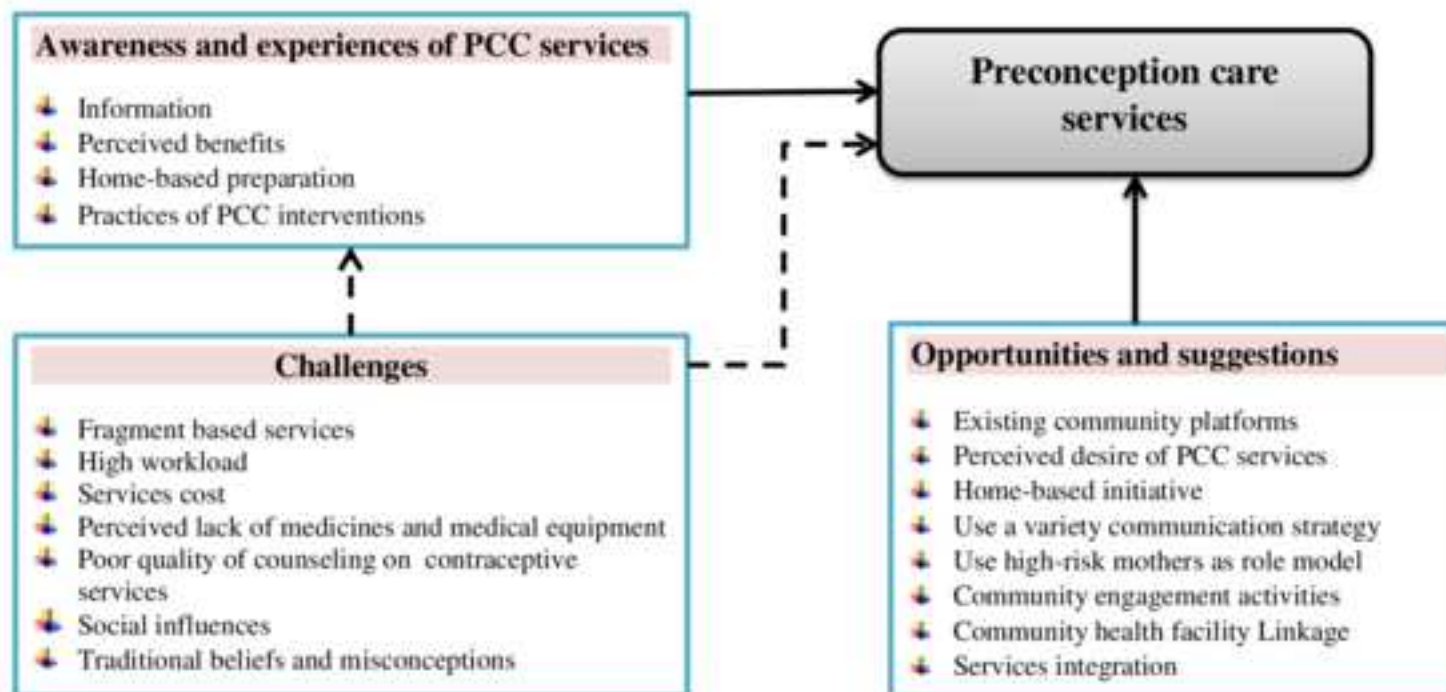 Awareness and experiences of PCC services
Information
Perceived benefits
Home-based preparation
Practices of PCC interventions
Preconception care
services
Challenges
Fragment based services
High workload
Services cost
Perceived lack of medicines and medical equipment
Poor quality of counseling on contraceptive
services
Social influences
Traditional beliefs and misconceptions
Opportunities and suggestions
Existing community platforms
Perceived desire of PCC services
Home-based initiative
Use a variety communication strategy
Use high-risk mothers as role model
Community engagement activities
Community health facility Linkage
Services integration